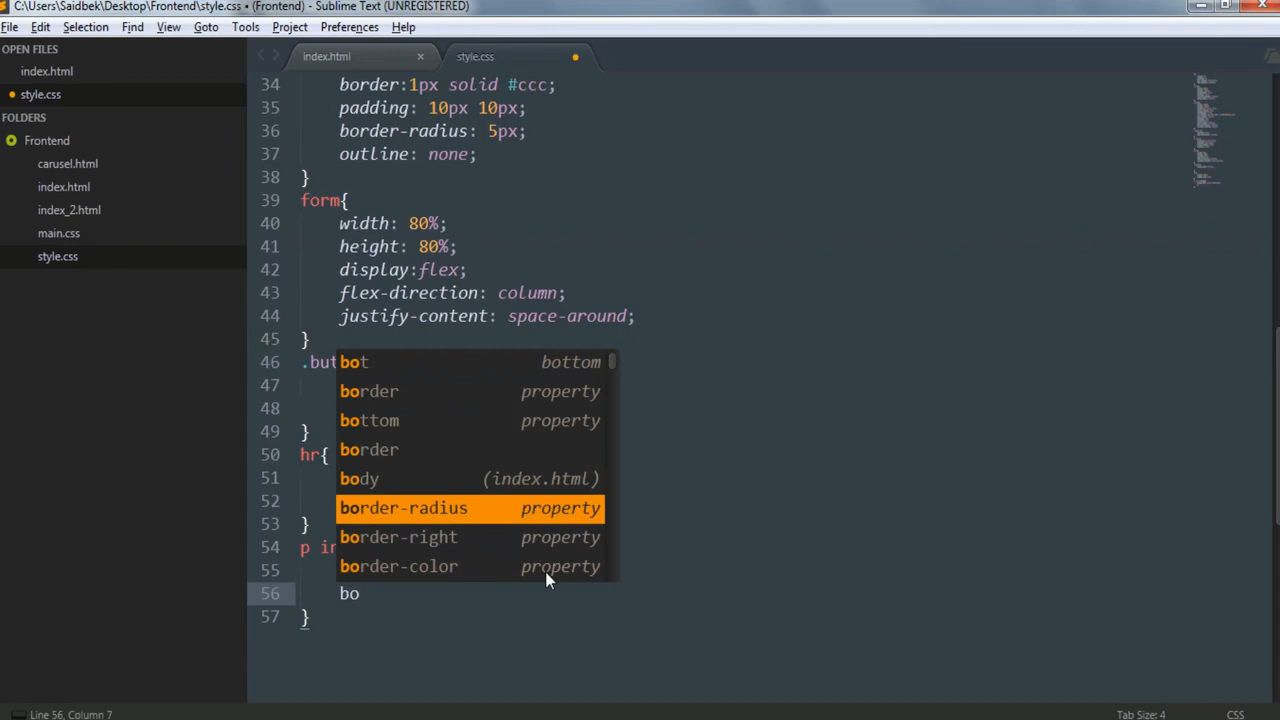 C:\Users\Saidbek\Desktop\Frontend\style.css • (Frontend) - Sublime Text (UNREGISTERED)
File Edit Selection Find View Goto Tools Project Preferences Help
OPEN FILES
index.html
style.css
FOLDERS
Frontend
carusel.html
index.html
index_2.html
main.css
style.css
index.html style.css
34 border:1px solid #ccc;
35 padding: 10px 10px;
36 border-radius: 5px;
37 outline: none;
38 }
39 form{
40 width: 80%;
41 height: 80%;
42 display:flex;
43 flex-direction: column;
44 justify-content: space-around;
45 }
46 .but
47
48
49 }
50 hr{
51
52
53 }
54 p in
55
56 bo
57 }
bot bottom
border property
bottom property
border
body (index.html)
border-radius property
border-right property
border-color property
Line 56, Column 7
Tab Size: 4
CSS